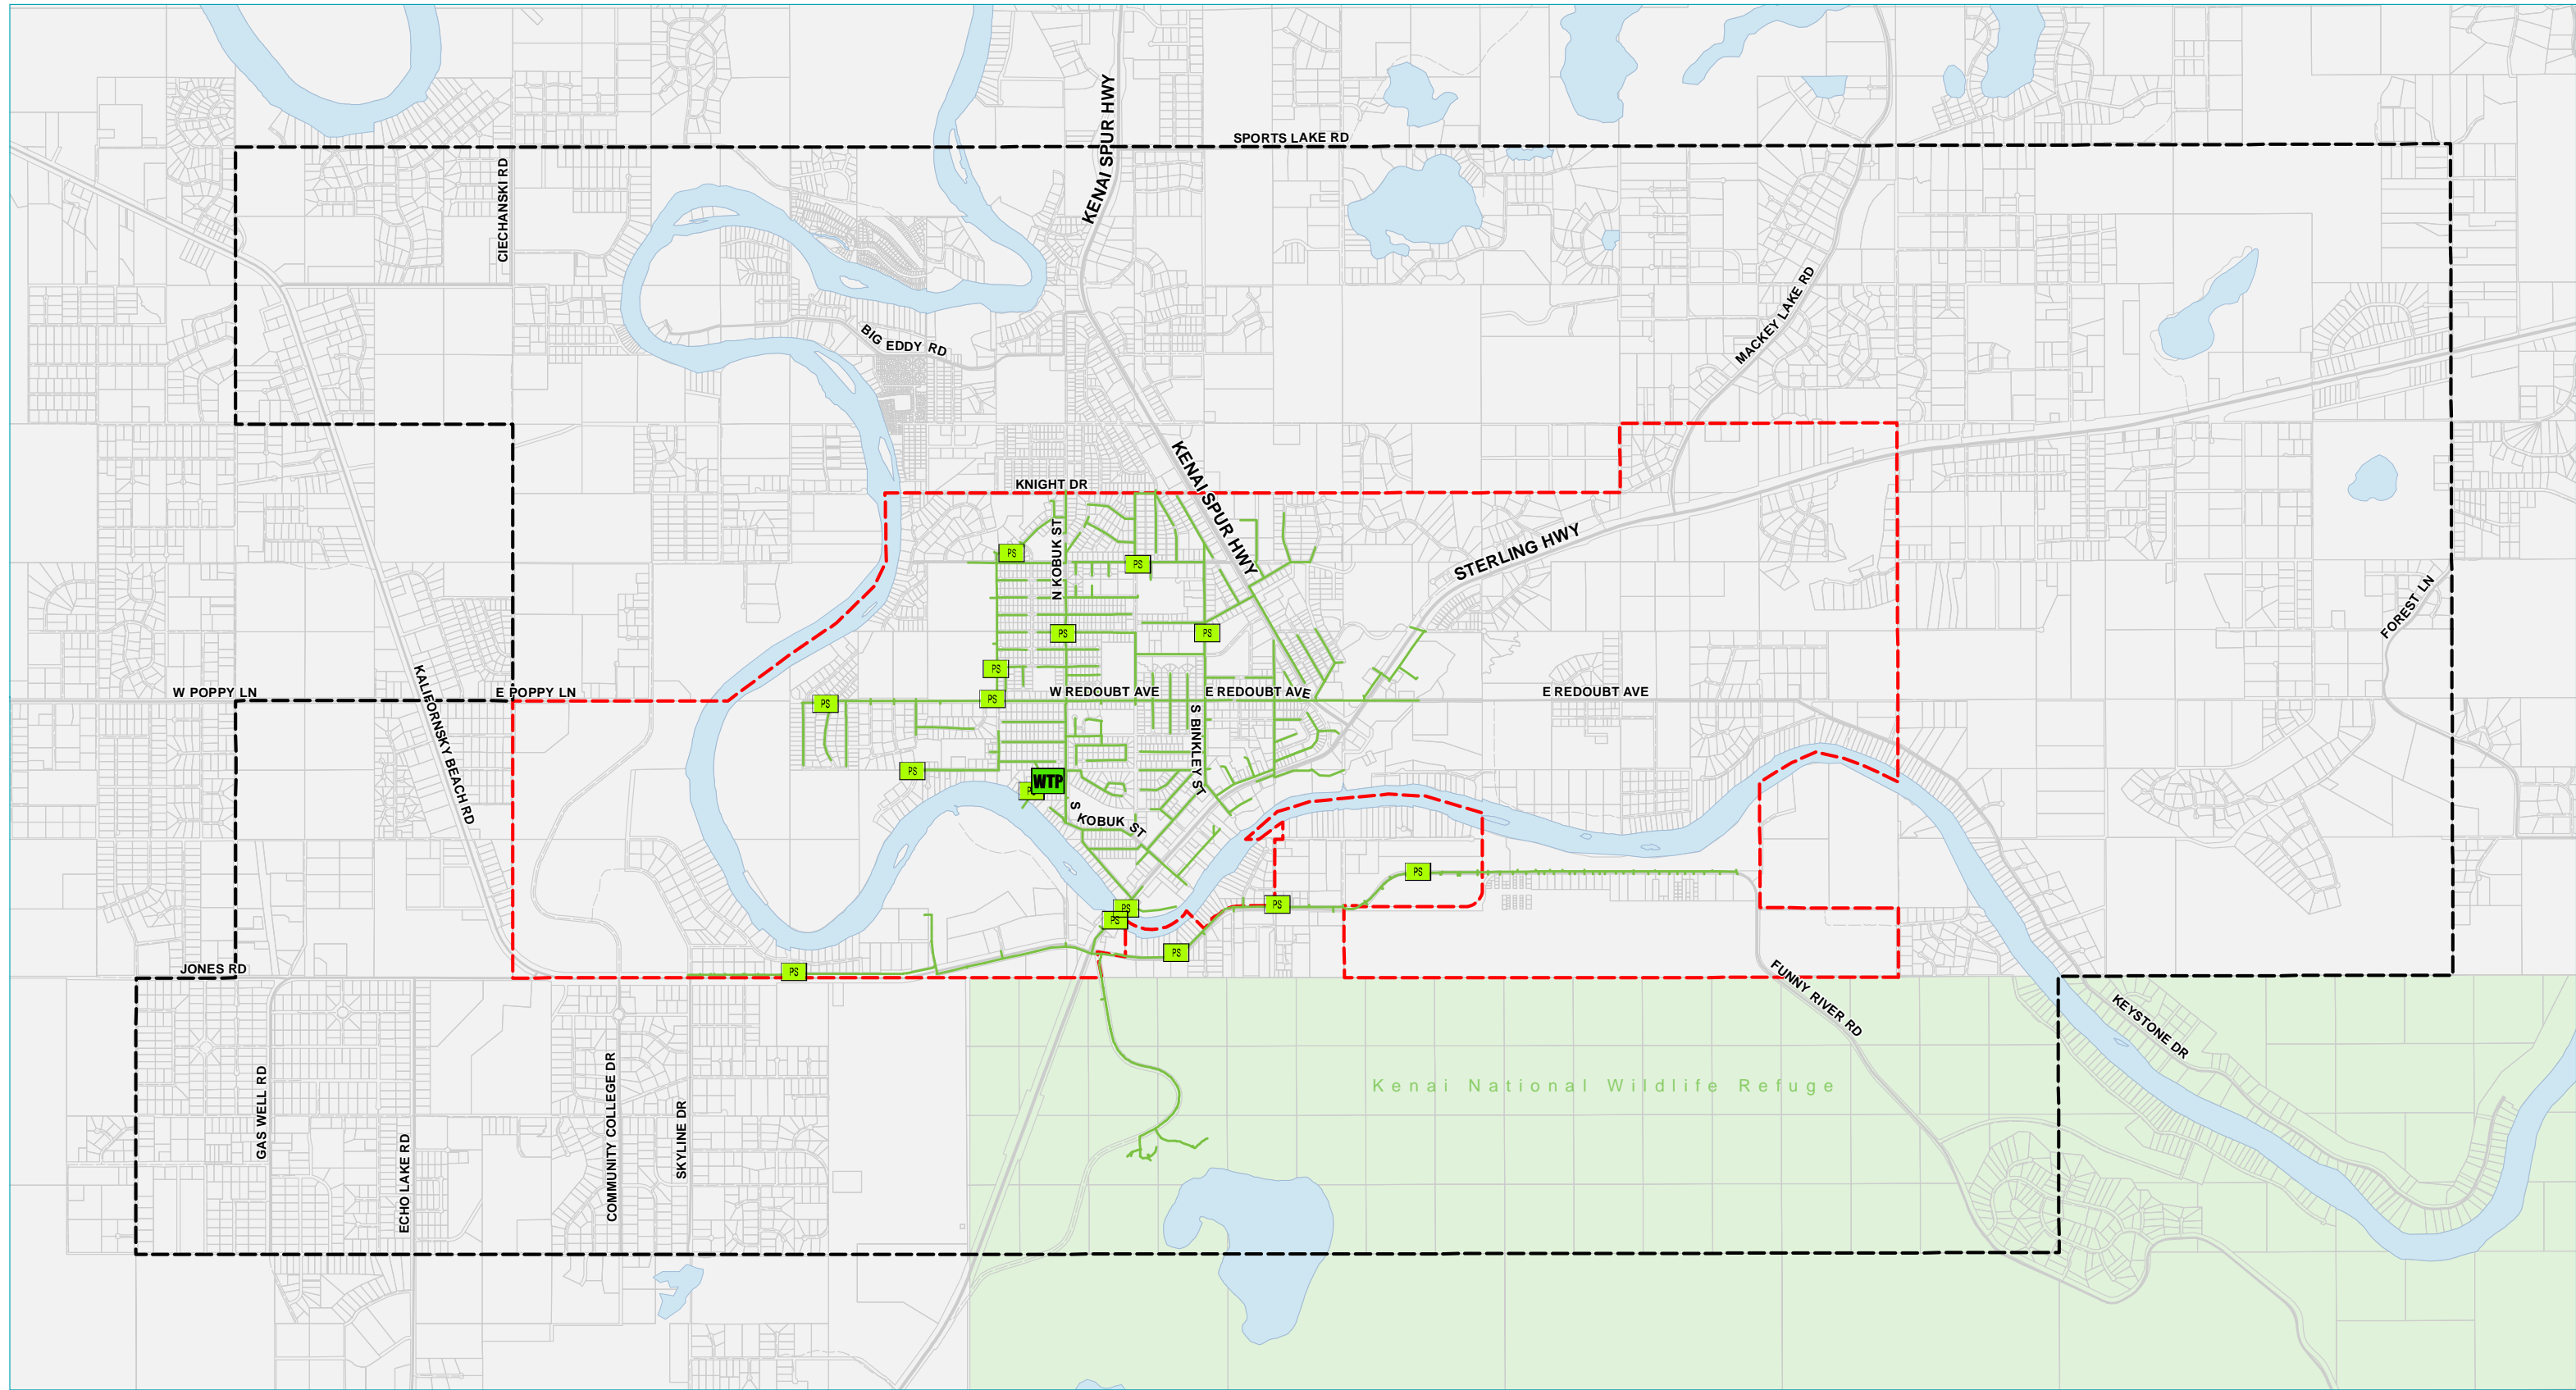 SPORTS LAKE RD
KENAI SPUR HWY
CIECHANSKI RD
BIG EDDY RD
MACKEY LAKE RD
KENAI SPUR HWY
KNIGHT DR
N KOBUK ST
STERLING HWY
PS
PS
PS
PS
PS
FOREST LN
W POPPY LN
E POPPY LN
KALIFORNSKY BEACH RD
PS
PS
W REDOUBT AVE
E REDOUBT AVE
E REDOUBT AVE
S BINKLEY ST
PS
WTP
PS
S KOBUK ST
PS
PS
PS
PS
PS
PS
JONES RD
FUNNY RIVER RD
KEYSTONE DR
GAS WELL RD
ECHO LAKE RD
COMMUNITY COLLEGE DR
SKYLINE DR
Kenai National Wildlife Refuge